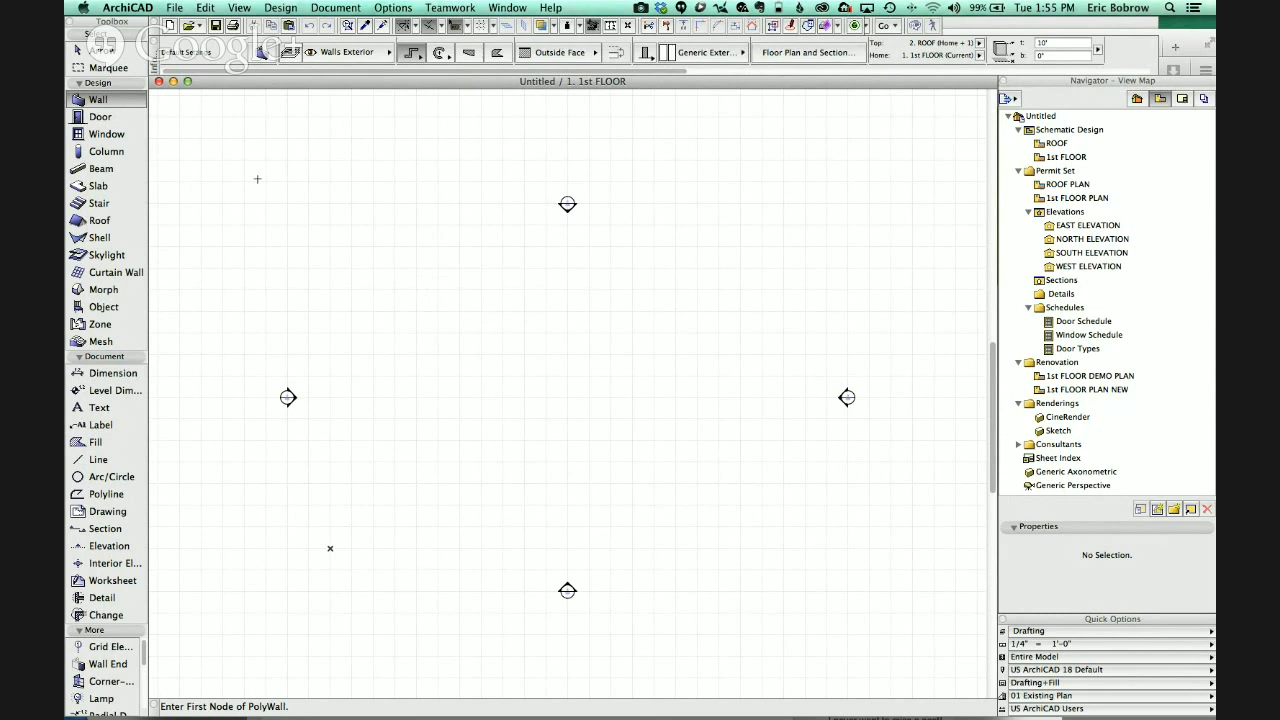 ArchiCAD File Edit View Design Document Options Teamwork Window Help 99% Tue 1:55 PM Eric Bobrow
Toolbox
Select
Arrow
Marquee
Design
Wall
Door
Window
Column
Beam
Slab
Stair
Roof
Shell
Skylight
Curtain Wall
Morph
Object
Zone
Mesh
Document
Dimension
Level Dim...
Text
Label
Fill
Line
Arc/Circle
Polyline
Drawing
Section
Elevation
Interior El...
Worksheet
Detail
Change
More
Grid Ele...
Wall End
Corner-...
Lamp
Google
Default Settings
Walls Exterior
Outside Face
Generic Exter...
Floor Plan and Section...
Go
Top: 2. ROOF (Home + 1)
Home: 1. 1st FLOOR (Current)
t: 10'
b: 0"
Untitled / 1. 1st FLOOR
Enter First Node of PolyWall.
Navigator - View Map
Untitled
Schematic Design
ROOF
1st FLOOR
Permit Set
ROOF PLAN
1st FLOOR PLAN
Elevations
EAST ELEVATION
NORTH ELEVATION
SOUTH ELEVATION
WEST ELEVATION
Sections
Details
Schedules
Door Schedule
Window Schedule
Door Types
Renovation
1st FLOOR DEMO PLAN
1st FLOOR PLAN NEW
Renderings
CineRender
Sketch
Consultants
Sheet Index
Generic Axonometric
Generic Perspective
Properties
No Selection.
Quick Options
Drafting
1/4" = 1'-0"
Entire Model
US ArchiCAD 18 Default
Drafting+Fill
01 Existing Plan
US ArchiCAD Users